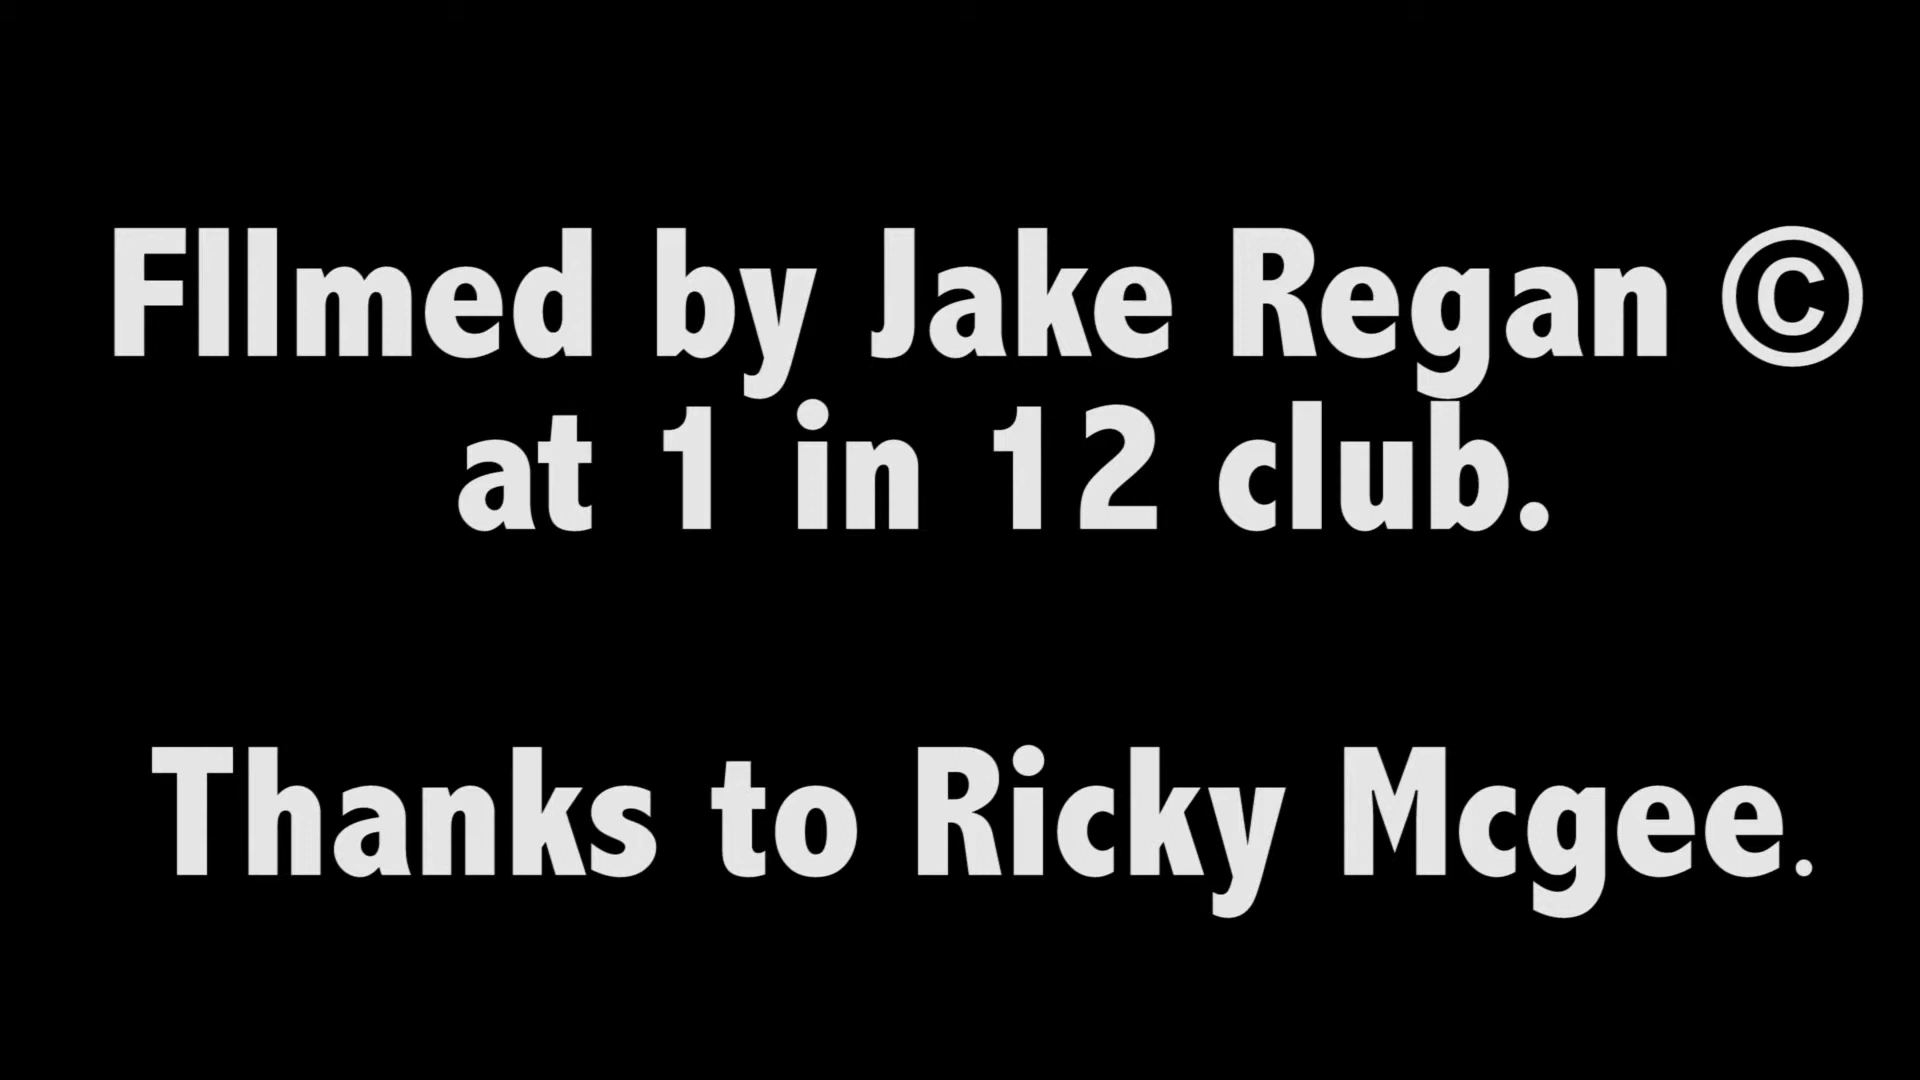 FIlmed by Jake Regan ©
at 1 in 12 club.
Thanks to Ricky Mcgee.